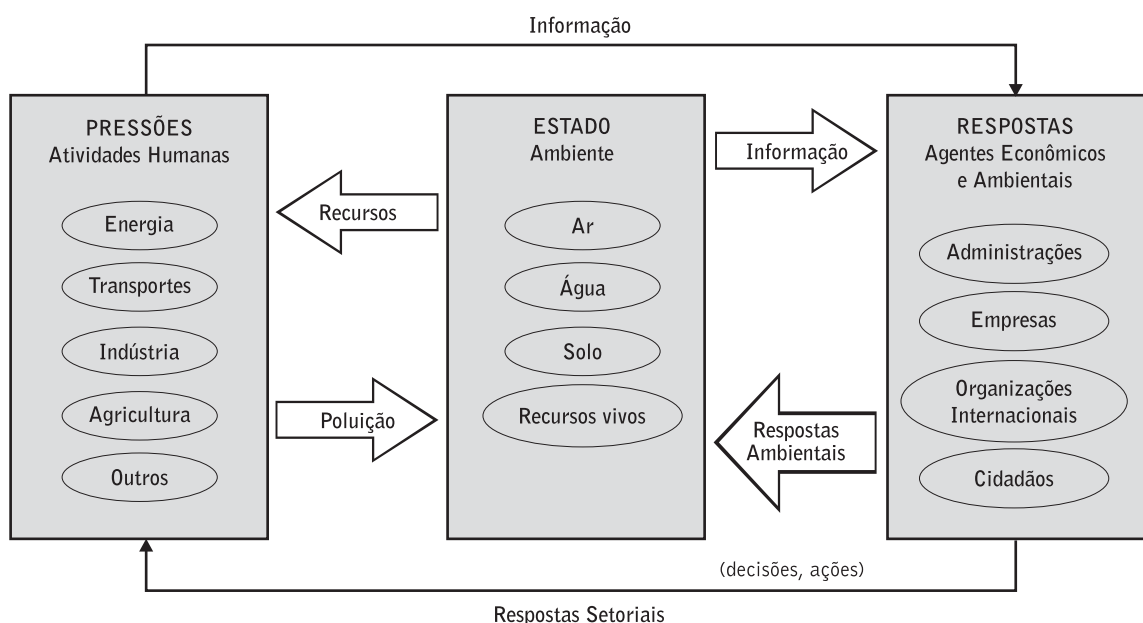 Informação
PRESSÕES
Atividades Humanas
Energia
Transportes
Indústria
Agricultura
Outros
Recursos
Poluição
ESTADO
Ambiente
Ar
Água
Solo
Recursos vivos
Informação
Respostas
Ambientais
RESPOSTAS
Agentes Econômicos
e Ambientais
Administrações
Empresas
Organizações
Internacionais
Cidadãos
(decisões, ações)
Respostas Setoriais